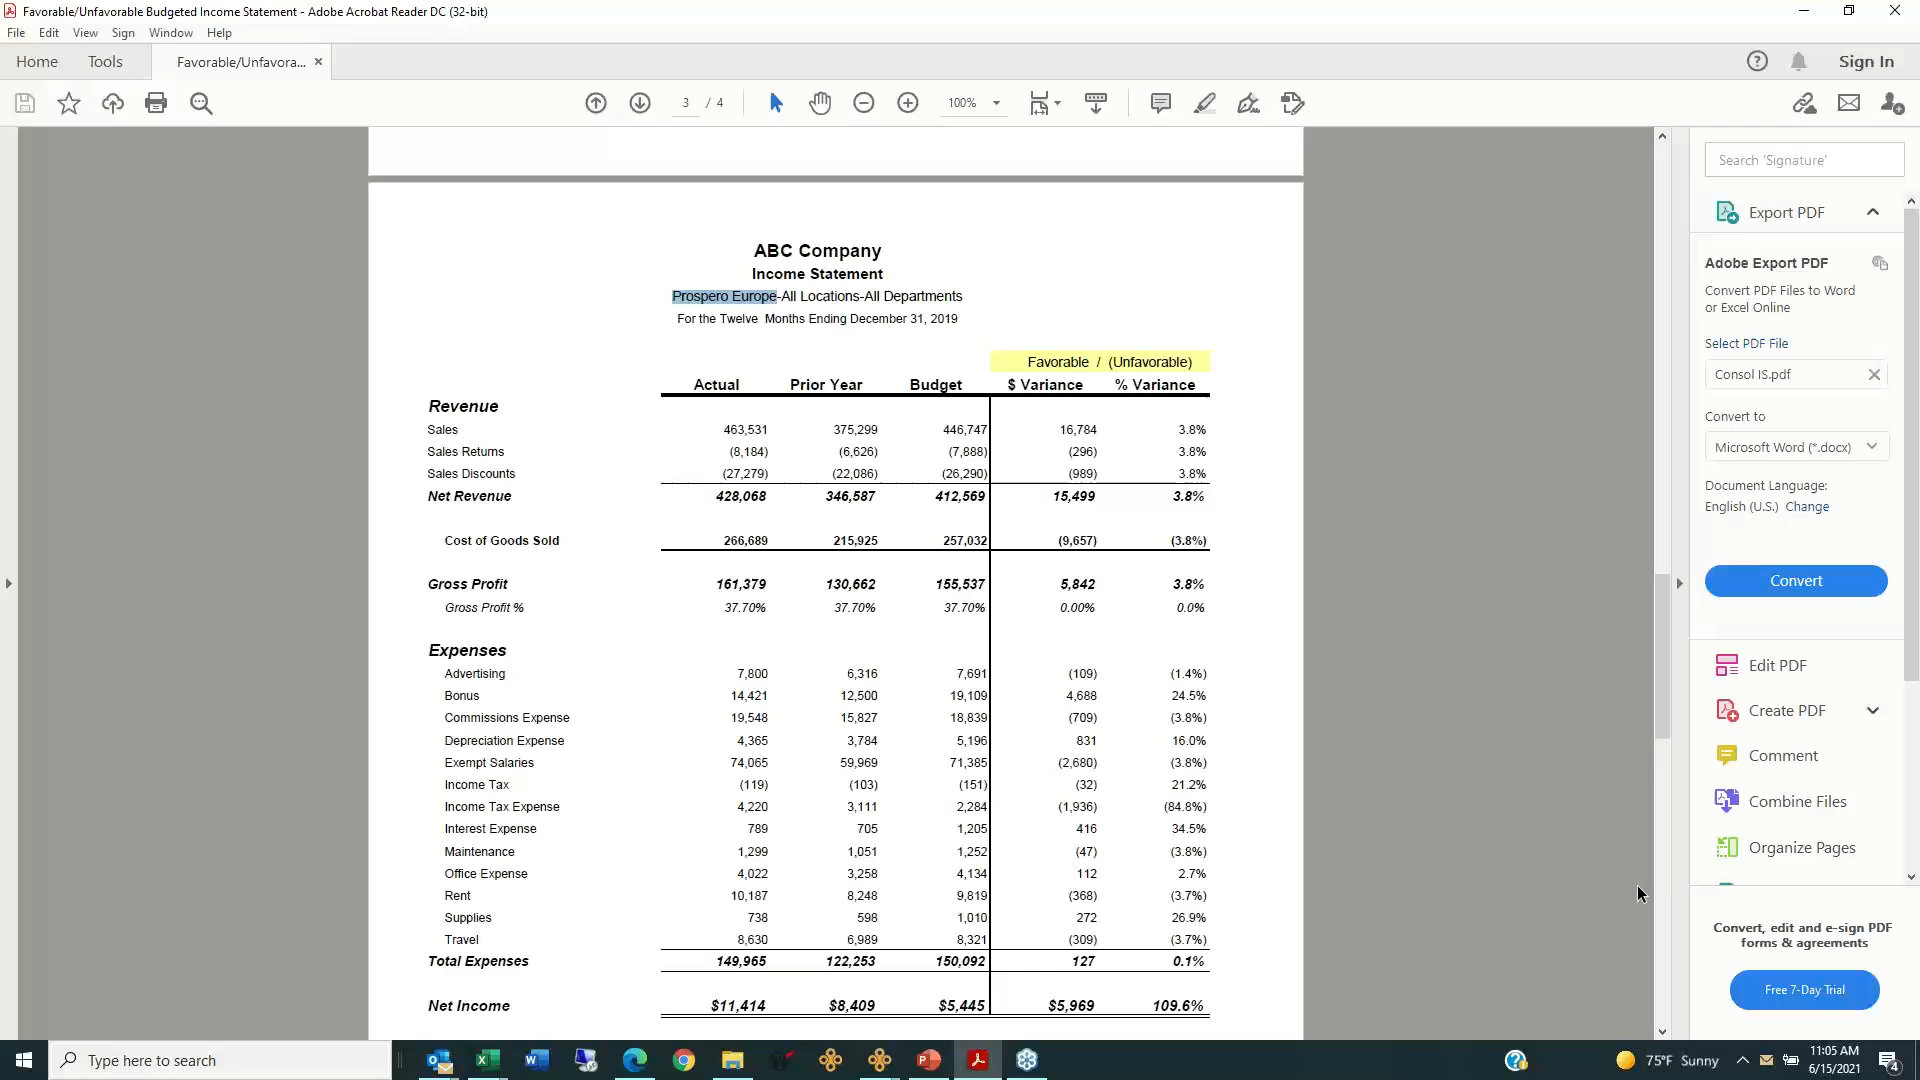 Favorable/Unfavorable Budgeted Income Statement - Adobe Acrobat Reader DC (32-bit)
File Edit View Sign Window Help
Home Tools Favorable/Unfavora... × Sign In
3 / 4 100%
Search 'Signature'
Export PDF
Adobe Export PDF
Convert PDF Files to Word
or Excel Online
Select PDF File
Consol IS.pdf
Convert to
Microsoft Word (*.docx)
Document Language:
English (U.S.) Change
Convert
Edit PDF
Create PDF
Comment
Combine Files
Organize Pages
Convert, edit and e-sign PDF
forms & agreements
Free 7-Day Trial
ABC Company
Income Statement
Prospero Europe-All Locations-All Departments
For the Twelve Months Ending December 31, 2019
Favorable / (Unfavorable)
Actual Prior Year Budget $ Variance % Variance
Revenue
Sales 463,531 375,299 446,747 16,784 3.8%
Sales Returns (8,184) (6,626) (7,888) (296) 3.8%
Sales Discounts (27,279) (22,086) (26,290) (989) 3.8%
Net Revenue 428,068 346,587 412,569 15,499 3.8%
Cost of Goods Sold 266,689 215,925 257,032 (9,657) (3.8%)
Gross Profit 161,379 130,662 155,537 5,842 3.8%
Gross Profit % 37.70% 37.70% 37.70% 0.00% 0.0%
Expenses
Advertising 7,800 6,316 7,691 (109) (1.4%)
Bonus 14,421 12,500 19,109 4,688 24.5%
Commissions Expense 19,548 15,827 18,839 (709) (3.8%)
Depreciation Expense 4,365 3,784 5,196 831 16.0%
Exempt Salaries 74,065 59,969 71,385 (2,680) (3.8%)
Income Tax (119) (103) (151) (32) 21.2%
Income Tax Expense 4,220 3,111 2,284 (1,936) (84.8%)
Interest Expense 789 705 1,205 416 34.5%
Maintenance 1,299 1,051 1,252 (47) (3.8%)
Office Expense 4,022 3,258 4,134 112 2.7%
Rent 10,187 8,248 9,819 (368) (3.7%)
Supplies 738 598 1,010 272 26.9%
Travel 8,630 6,989 8,321 (309) (3.7%)
Total Expenses 149,965 122,253 150,092 127 0.1%
Net Income $11,414 $8,409 $5,445 $5,969 109.6%
Type here to search
75°F Sunny
11:05 AM
6/15/2021
4